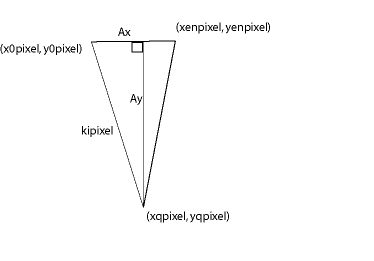 Ax
(xenpixel, yenpixel)
(x0pixel, y0pixel)
Ay
kipixel
(xqpixel, yqpixel)